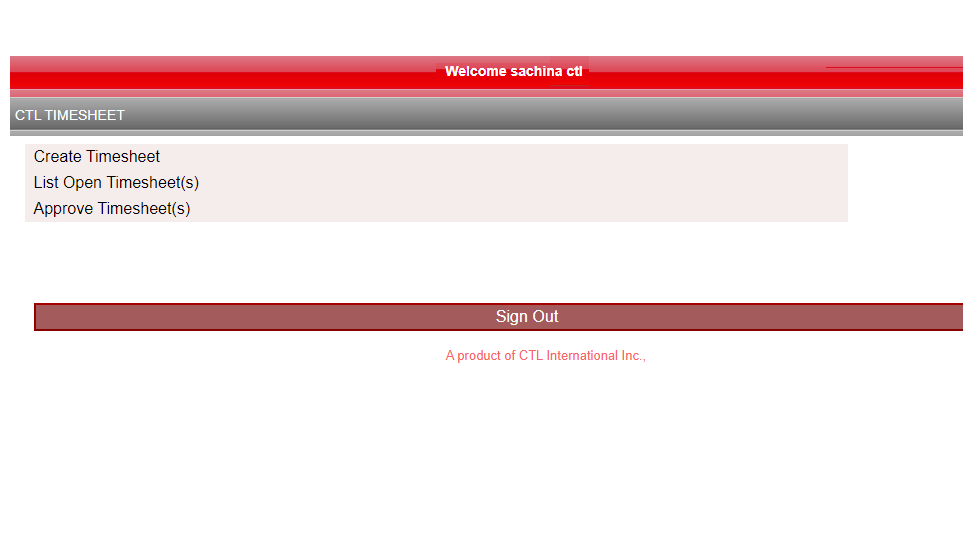 Welcome sachina ctl
CTL TIMESHEET
Create Timesheet
List Open Timesheet(s)
Approve Timesheet(s)
Sign Out
A product of CTL International Inc.,